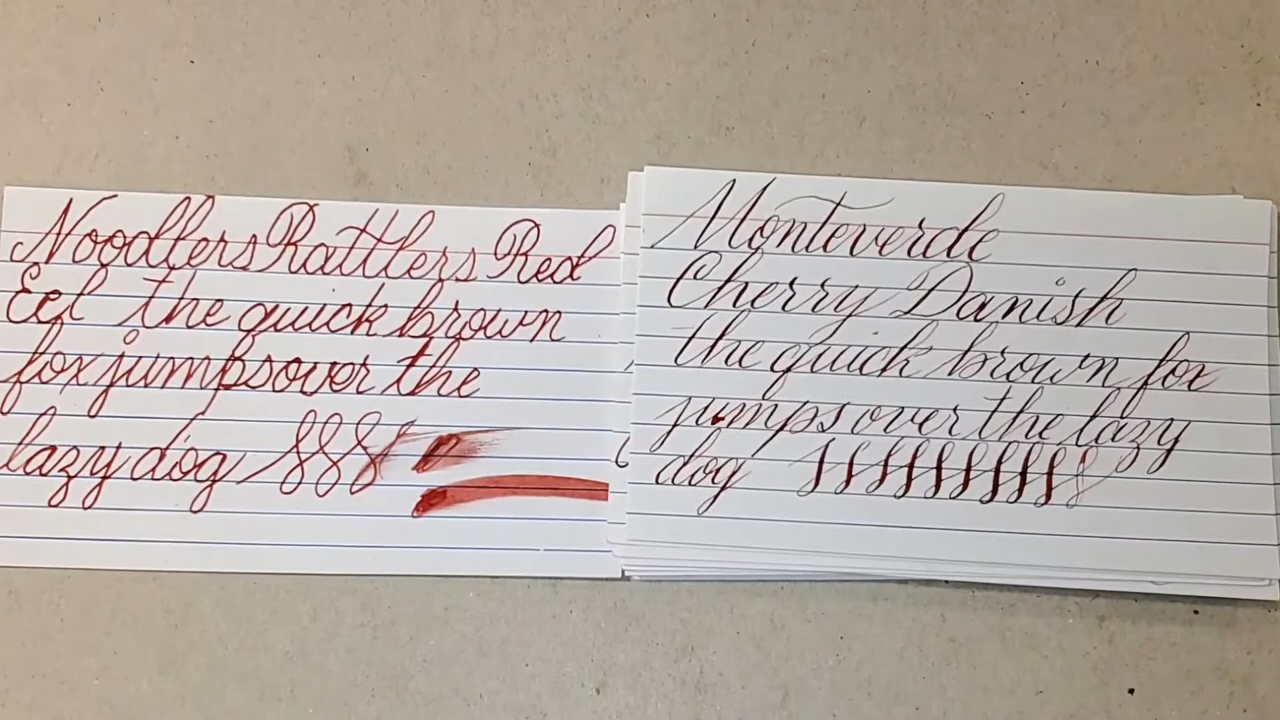 Noodlers Rattlers Red
Eel the quick brown
fox jumps over the
lazy dog
Monteverde
Cherry Danish
the quick brown fox
jumps over the lazy
dog